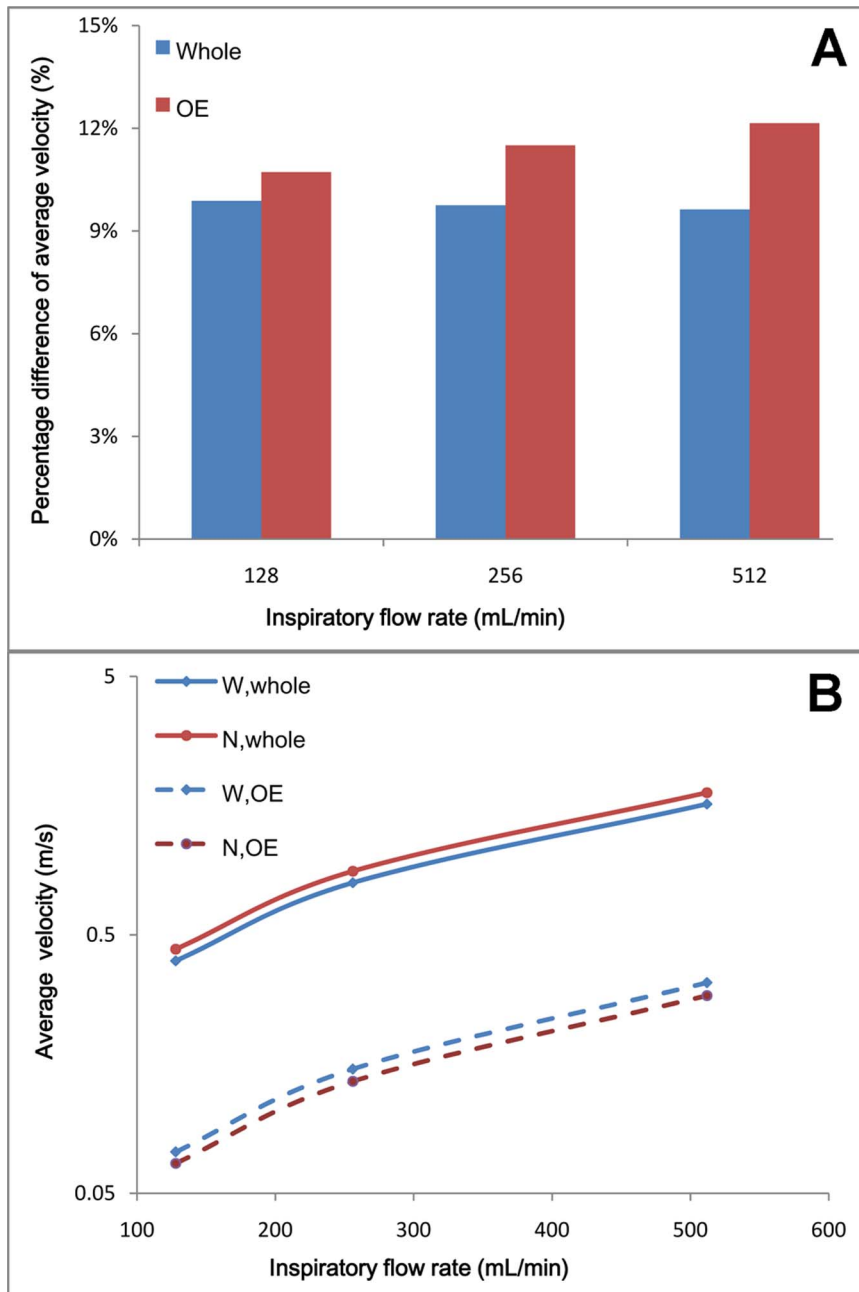 A
Whole
OE
15%
12%
9%
6%
3%
0%
Percentage difference of average velocity (%)
128 256 512
Inspiratory flow rate (mL/min)
B
W,whole
N,whole
W,OE
N,OE
5
0.5
0.05
Average velocity (m/s)
100 200 300 400 500 600
Inspiratory flow rate (mL/min)